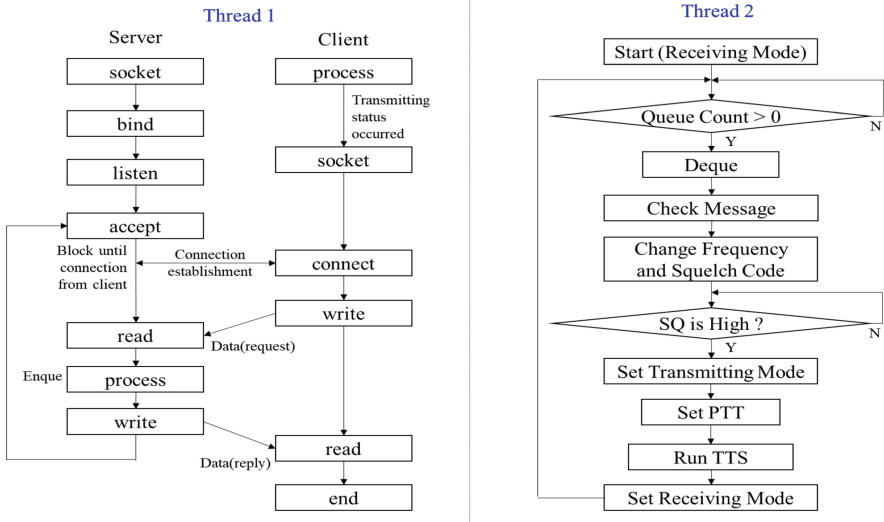 Thread 1
Server
Client
socket
process
Transmitting
status
occurred
bind
socket
listen
accept
Block until
connection
from client
Connection
establishment
connect
write
read
Data(request)
Enque
process
write
Data(reply)
read
end
Thread 2
Start (Receiving Mode)
Queue Count > 0
N
Y
Deque
Check Message
Change Frequency
and Squelch Code
SQ is High ?
N
Y
Set Transmitting Mode
Set PTT
Run TTS
Set Receiving Mode